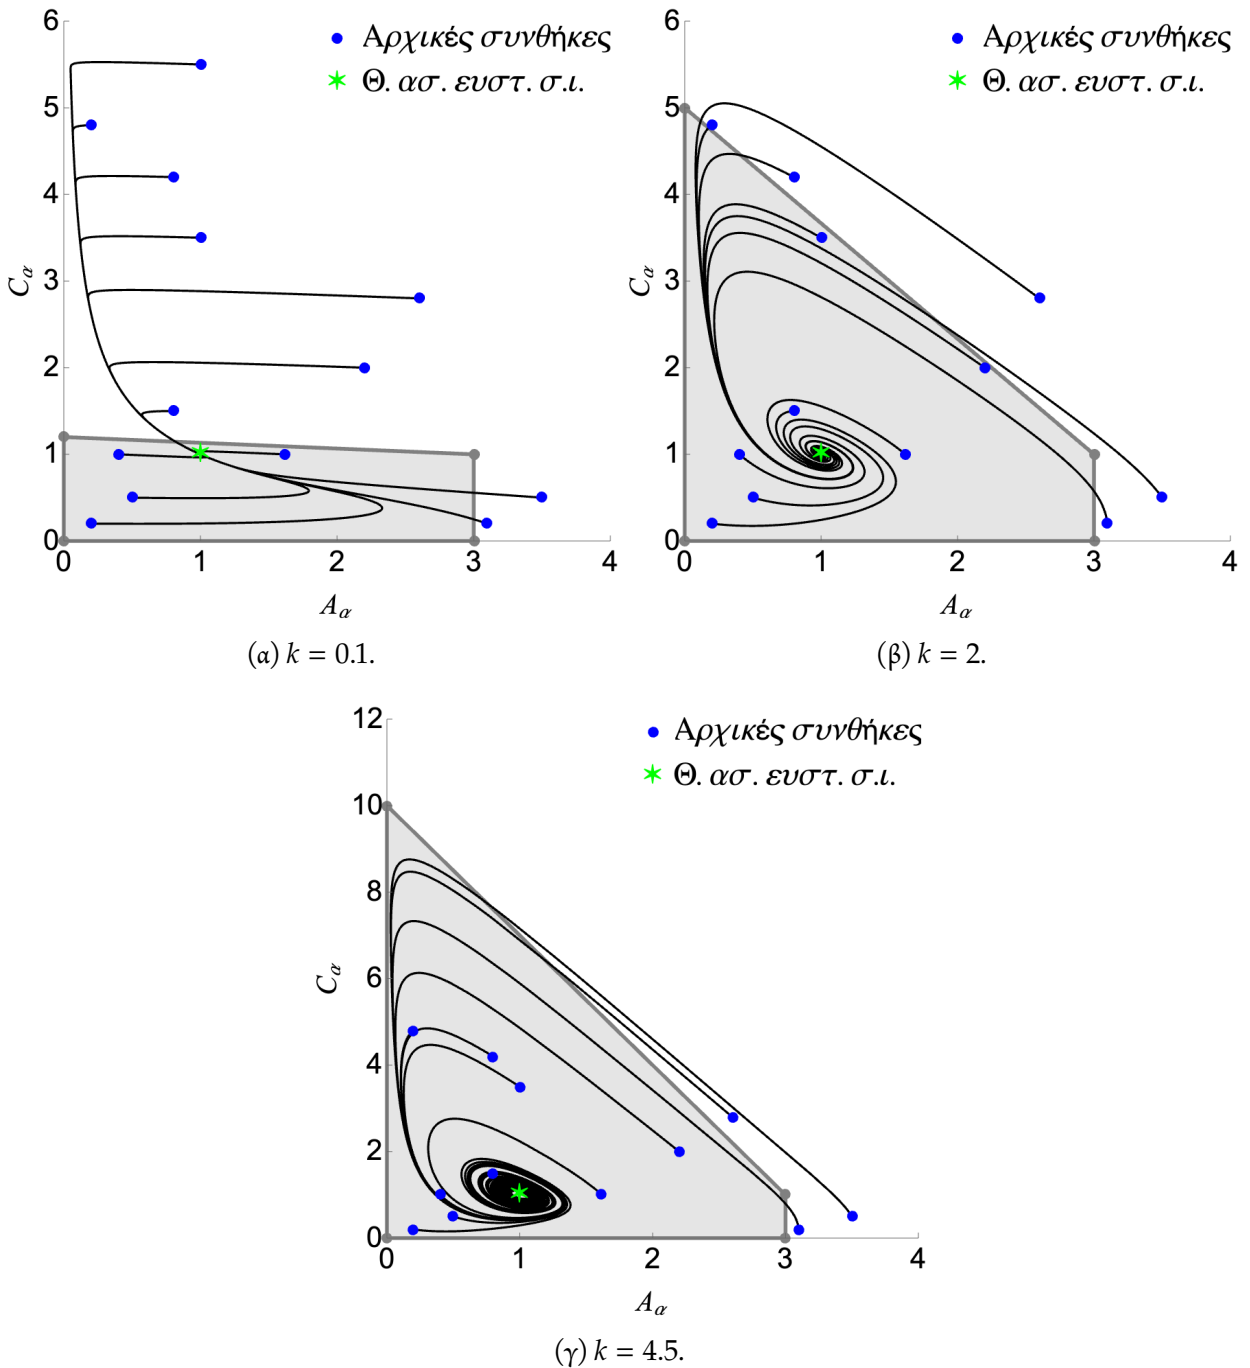 6
5
4
3
2
1
0
0 1 2 3 4
C_α
A_α
Αρχικές συνθήκες
Θ. ασ. ευστ. σ.ι.
(α) k = 0.1.
6
5
4
3
2
1
0
0 1 2 3 4
C_α
A_α
Αρχικές συνθήκες
Θ. ασ. ευστ. σ.ι.
(β) k = 2.
12
10
8
6
4
2
0
0 1 2 3 4
C_α
A_α
Αρχικές συνθήκες
Θ. ασ. ευστ. σ.ι.
(γ) k = 4.5.